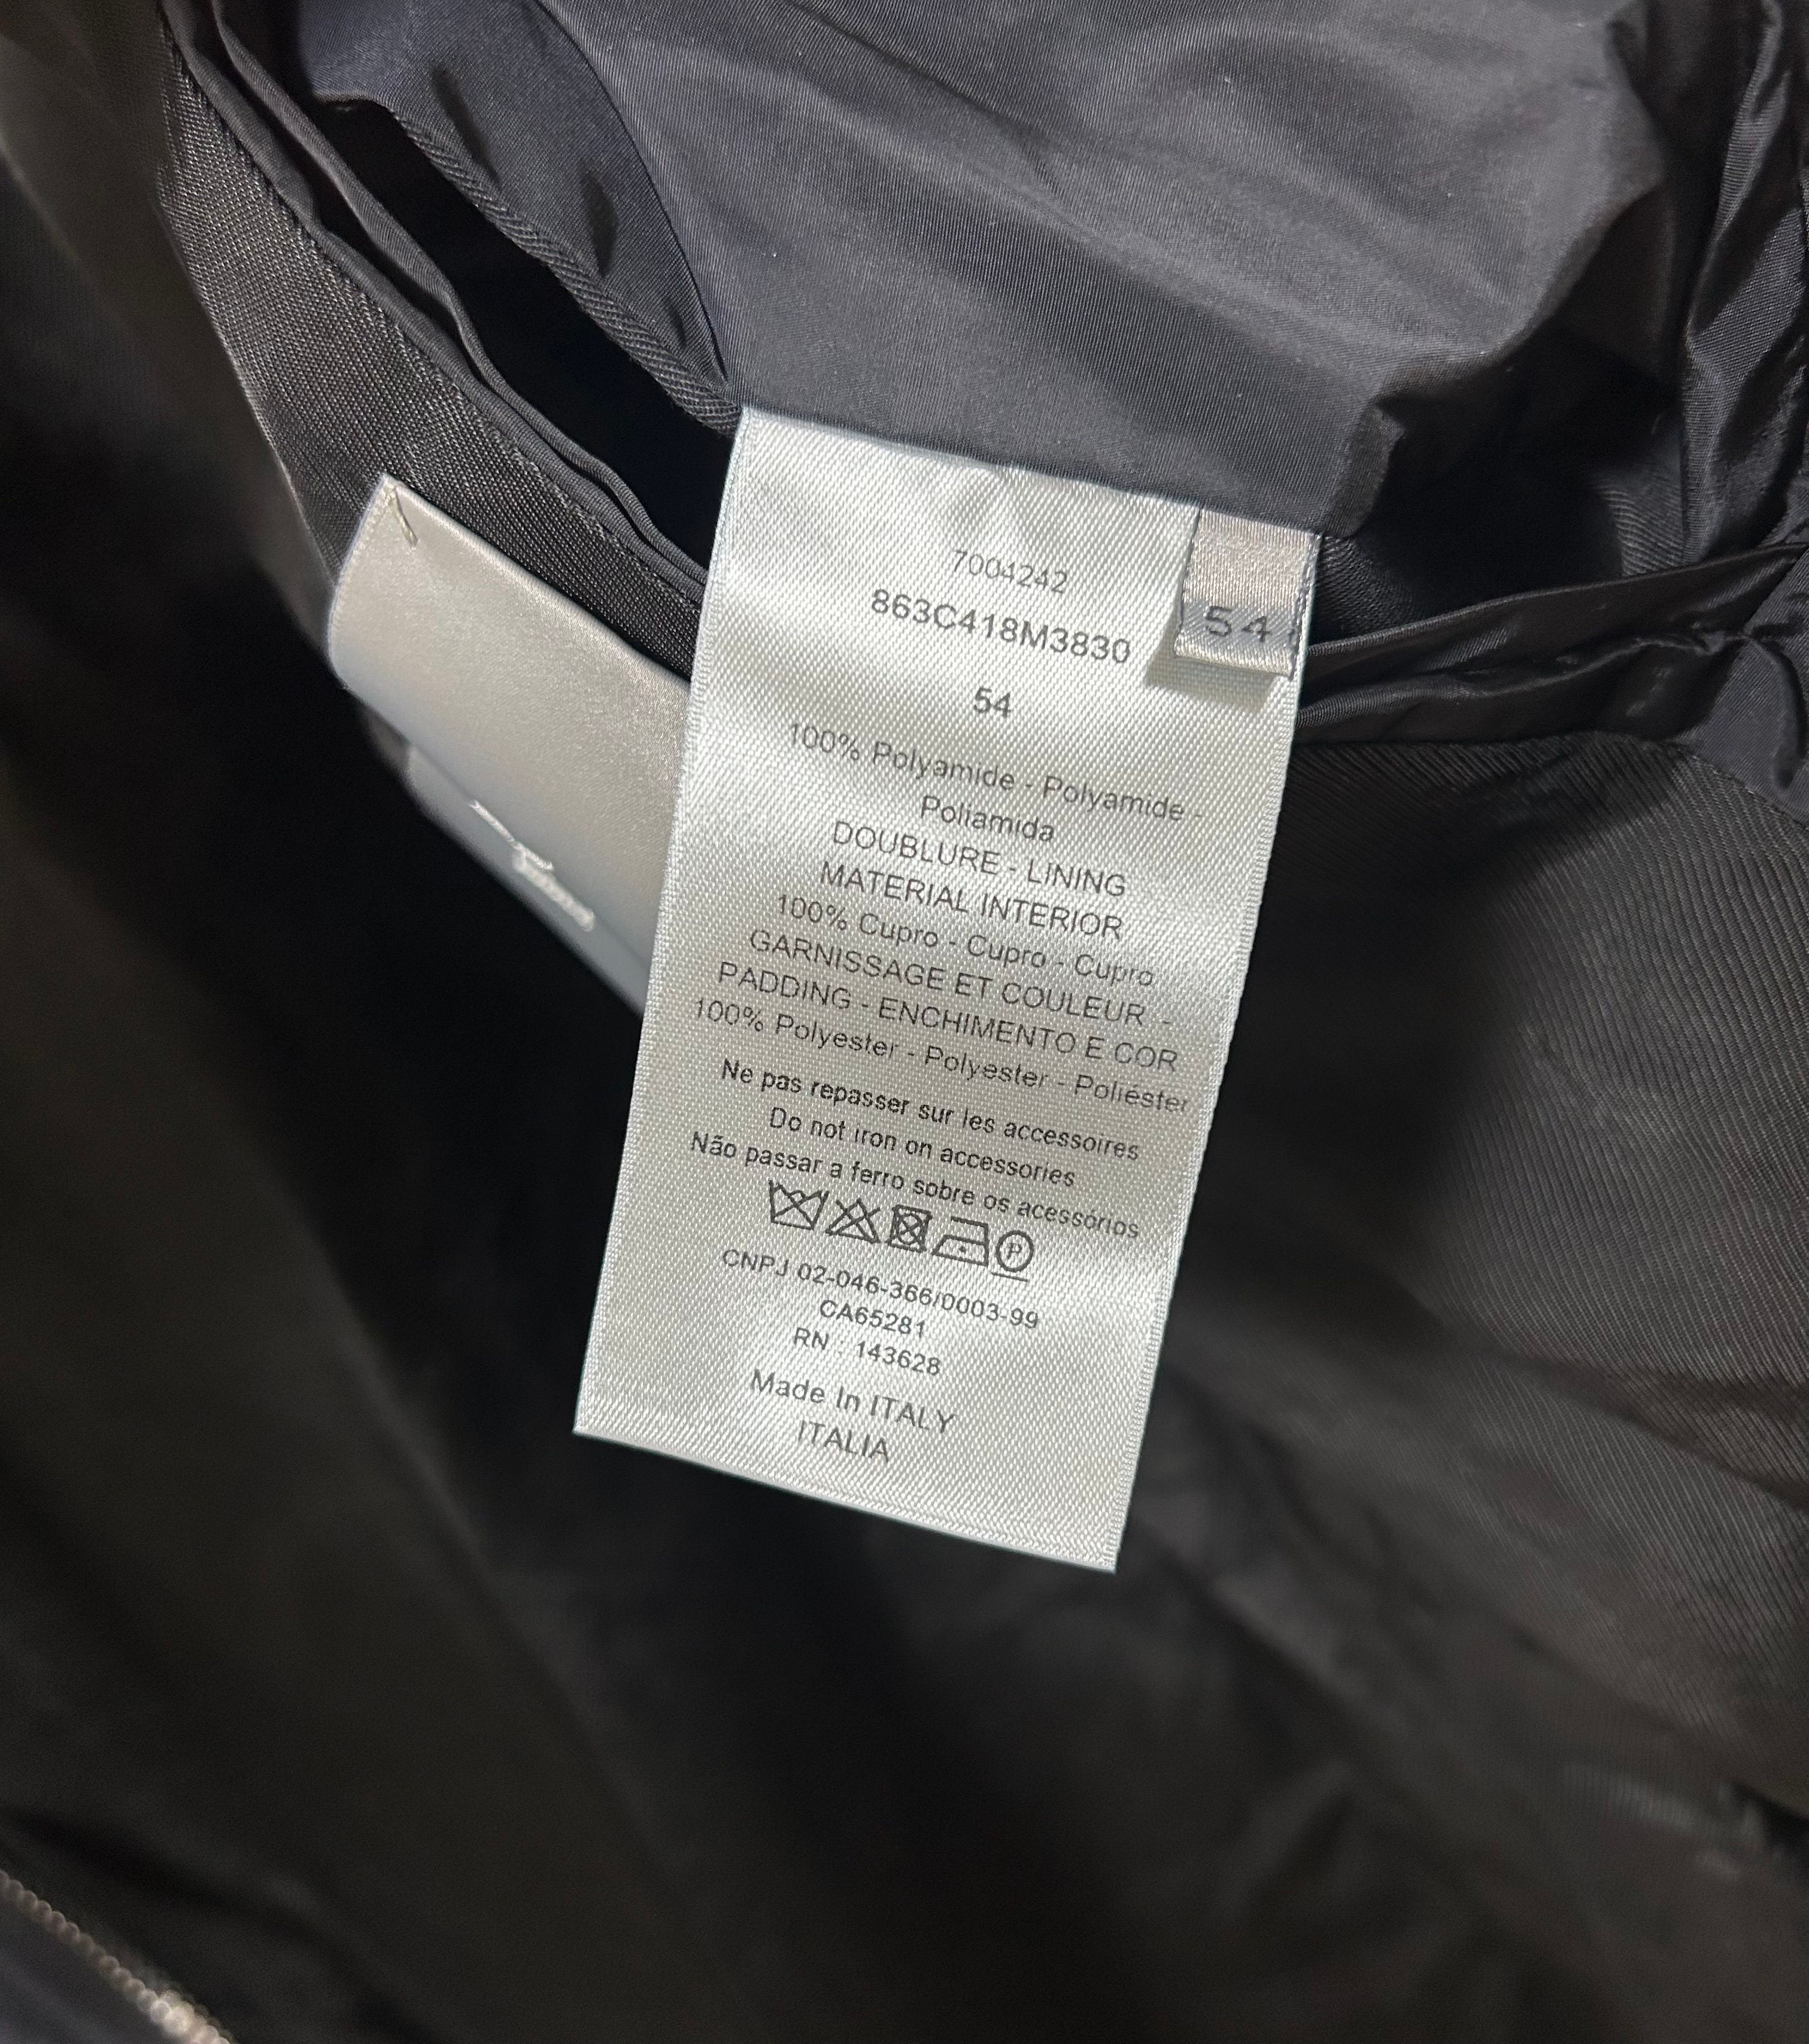 7004242
863C418M3830
54
54
100% Polyamide - Polyamide -
Poliamida
DOUBLURE - LINING
MATERIAL INTERIOR
100% Cupro - Cupro - Cupro
GARNISSAGE ET COULEUR -
PADDING - ENCHIMENTO E COR
100% Polyester - Polyester - Poliéster
Ne pas repasser sur les accessoires
Do not iron on accessories
Não passar a ferro sobre os acessórios
P
CNPJ 02-046-366/0003-99
CA65281
RN : 143628
Made In ITALY
ITALIA